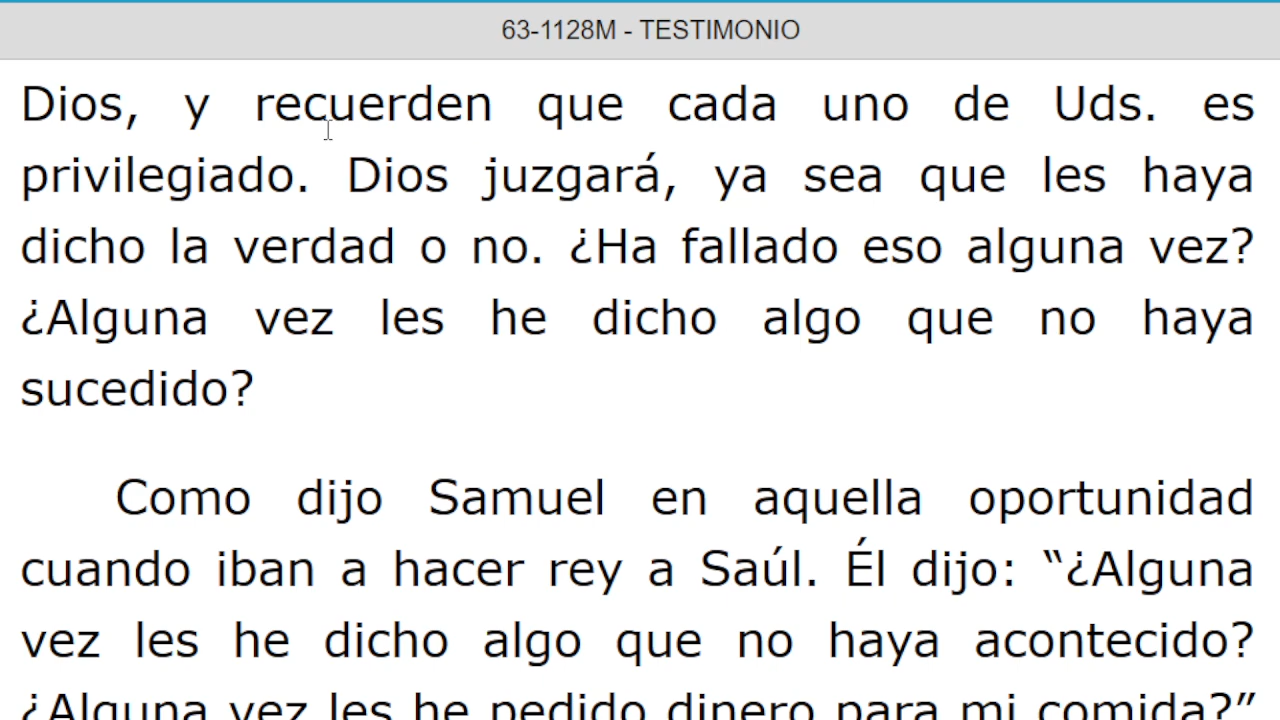 63-1128M - TESTIMONIO
Dios, y recuerden que cada uno de Uds. es
privilegiado. Dios juzgará, ya sea que les haya
dicho la verdad o no. ¿Ha fallado eso alguna vez?
¿Alguna vez les he dicho algo que no haya
sucedido?
Como dijo Samuel en aquella oportunidad
cuando iban a hacer rey a Saúl. Él dijo: “¿Alguna
vez les he dicho algo que no haya acontecido?
¿Alguna vez les he pedido dinero para mi comida?”